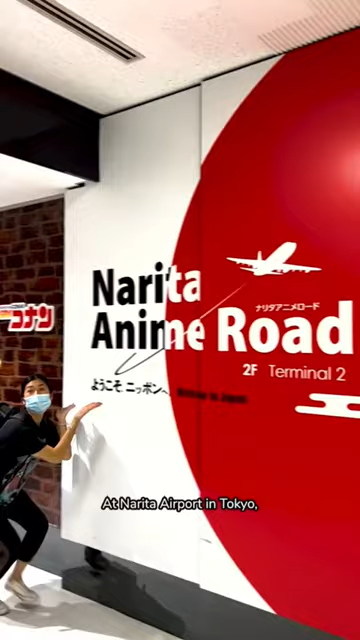 Narita
Anime Road
ナリタアニメロード
2F Terminal 2
ようこそ、ニッポンへ。
コナン
At Narita Airport in Tokyo,